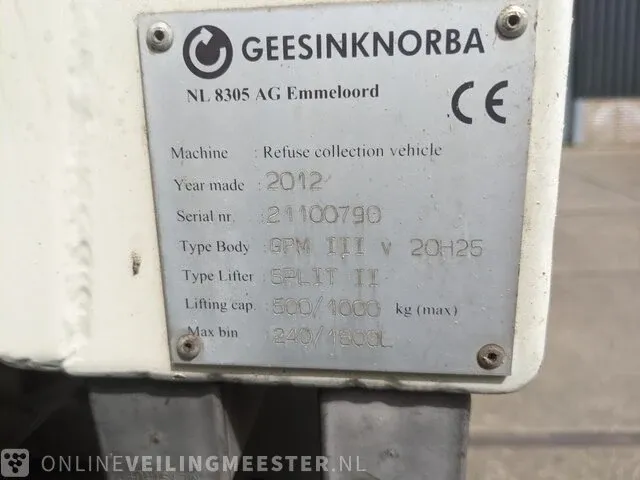 GEESINKNORBA
NL 8305 AG Emmeloord
CE
Machine : Refuse collection vehicle
Year made : 2012
Serial nr. : 21100790
Type Body : GPM III V 20H25
Type Lifter : SPLIT II
Lifting cap. : 500/1000 kg (max)
Max bin 240/1800L
ONLINEVEILINGMEESTER.NL